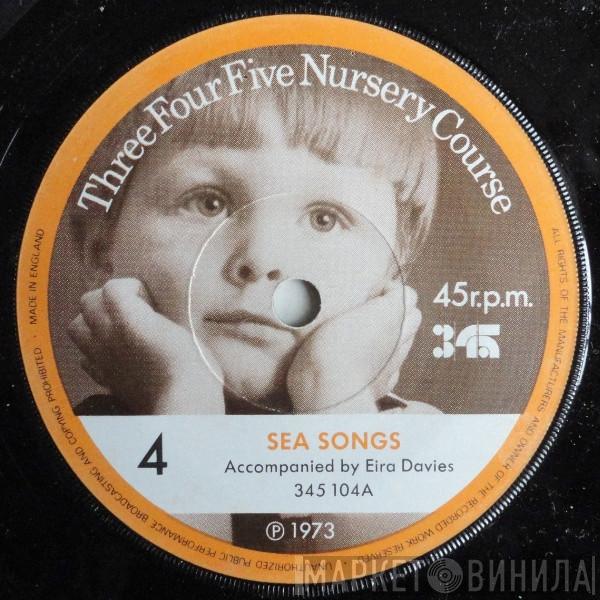 Three Four Five Nursery Course
45r.p.m.
345
4
SEA SONGS
Accompanied by Eira Davies
345 104A
Ⓟ 1973
ALL RIGHTS OF THE MANUFACTURERS AND OWNER OF THE RECORDED WORK RESERVED · UNAUTHORIZED PUBLIC PERFORMANCE BROADCASTING AND COPYING PROHIBITED · MADE IN ENGLAND
МАРКЕТ ВИНИЛА